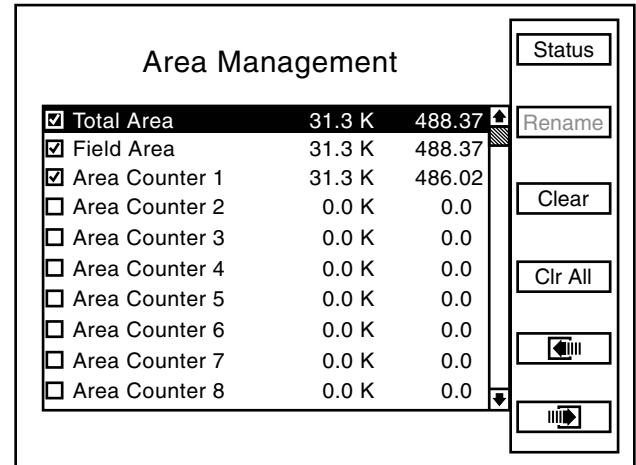 Area Management
Total Area 31.3 K 488.37
Field Area 31.3 K 488.37
Area Counter 1 31.3 K 486.02
Area Counter 2 0.0 K 0.0
Area Counter 3 0.0 K 0.0
Area Counter 4 0.0 K 0.0
Area Counter 5 0.0 K 0.0
Area Counter 6 0.0 K 0.0
Area Counter 7 0.0 K 0.0
Area Counter 8 0.0 K 0.0
Status
Rename
Clear
Clr All